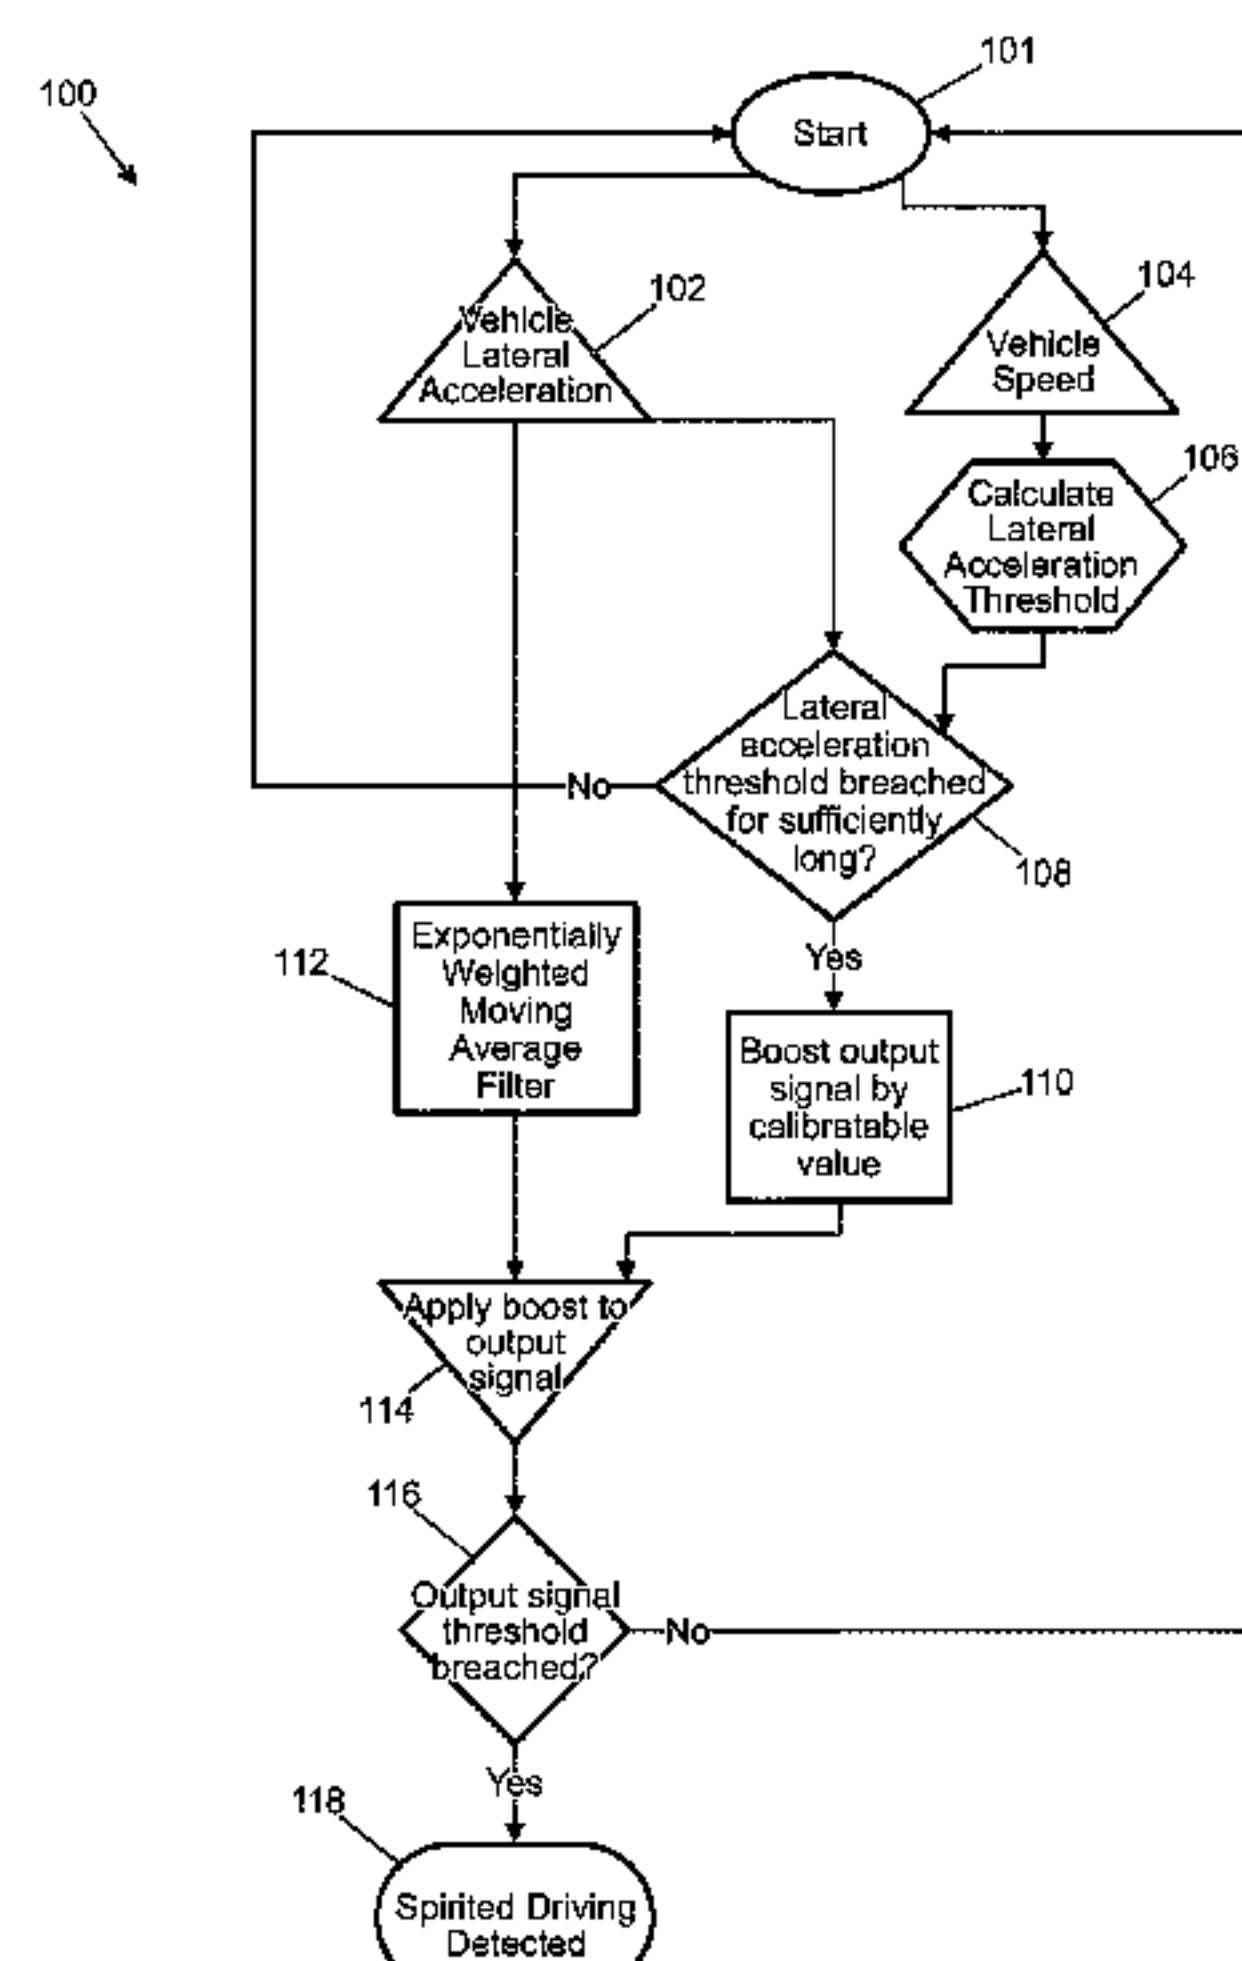 101
100
Start
102
Vehicle
Lateral
Acceleration
104
Vehicle
Speed
106
Calculate
Lateral
Acceleration
Threshold
Lateral
acceleration
threshold breached
for sufficiently
long?
No
108
Yes
112
Exponentially
Weighted
Moving
Average
Filter
Boost output
signal by
calibratable
value
110
Apply boost to
output
signal
114
116
Output signal
threshold
breached?
No
Yes
118
Spirited Driving
Detected